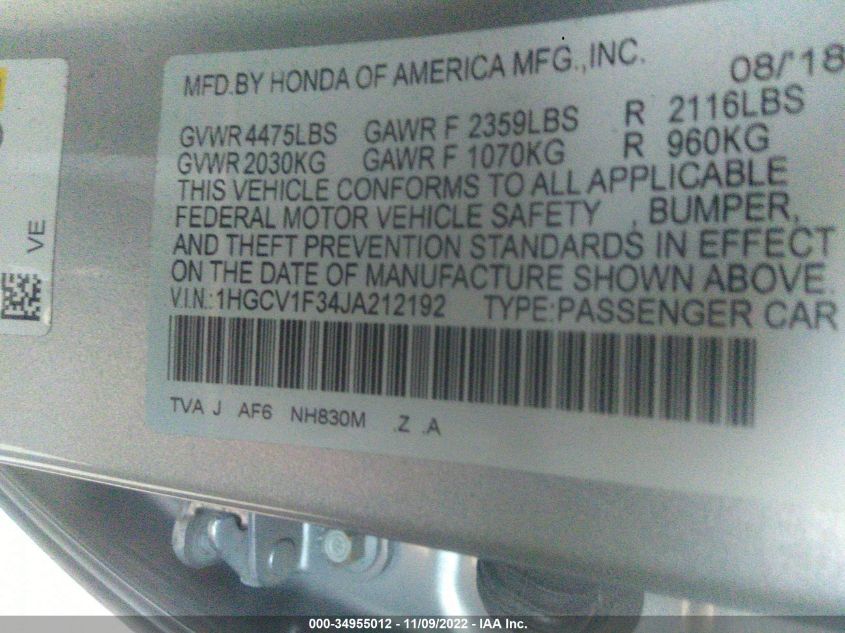 MFD.BY HONDA OF AMERICA MFG.,INC. 08/'18
GVWR 4475LBS GAWR F 2359LBS R 2116LBS
GVWR 2030KG GAWR F 1070KG R 960KG
THIS VEHICLE CONFORMS TO ALL APPLICABLE
FEDERAL MOTOR VEHICLE SAFETY , BUMPER,
AND THEFT PREVENTION STANDARDS IN EFFECT
ON THE DATE OF MANUFACTURE SHOWN ABOVE.
V.I.N.:1HGCV1F34JA212192 TYPE:PASSENGER CAR
TVA J AF6 NH830M .Z .A
VE
000-34955012 - 11/09/2022 - IAA Inc.